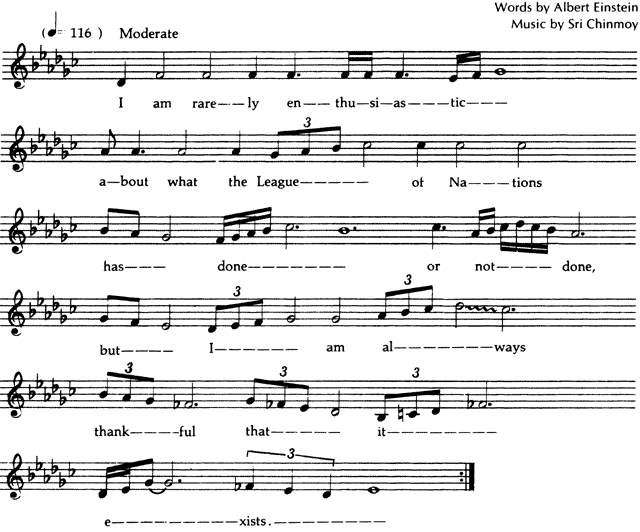 Words by Albert Einstein
Music by Sri Chinmoy
( ♩= 116 ) Moderate
I am rare——ly en——thu-si-as——tic——
3
a-bout what the League———— of Na——tions
has——— done———— or not———done,
3 3
but———— I———— am al———ways
3 3 3
thank———ful that——— it————
3
e————xists.————